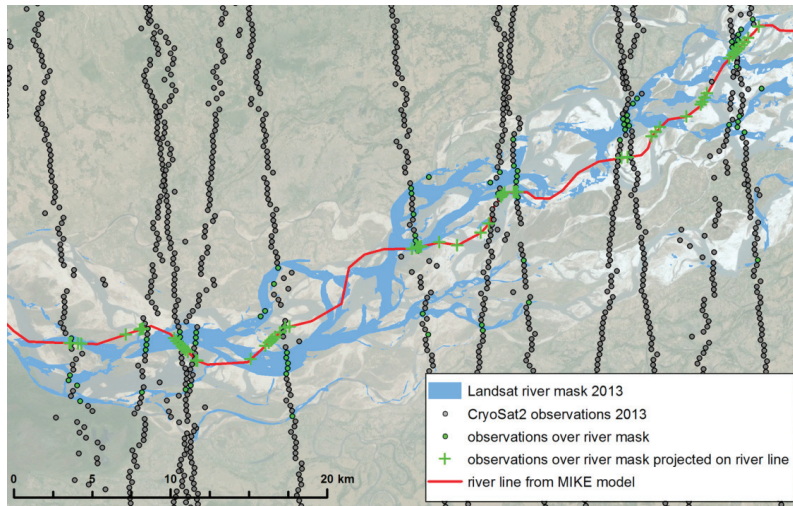 Landsat river mask 2013
CryoSat2 observations 2013
observations over river mask
observations over river mask projected on river line
river line from MIKE model
0 5 10 20 km